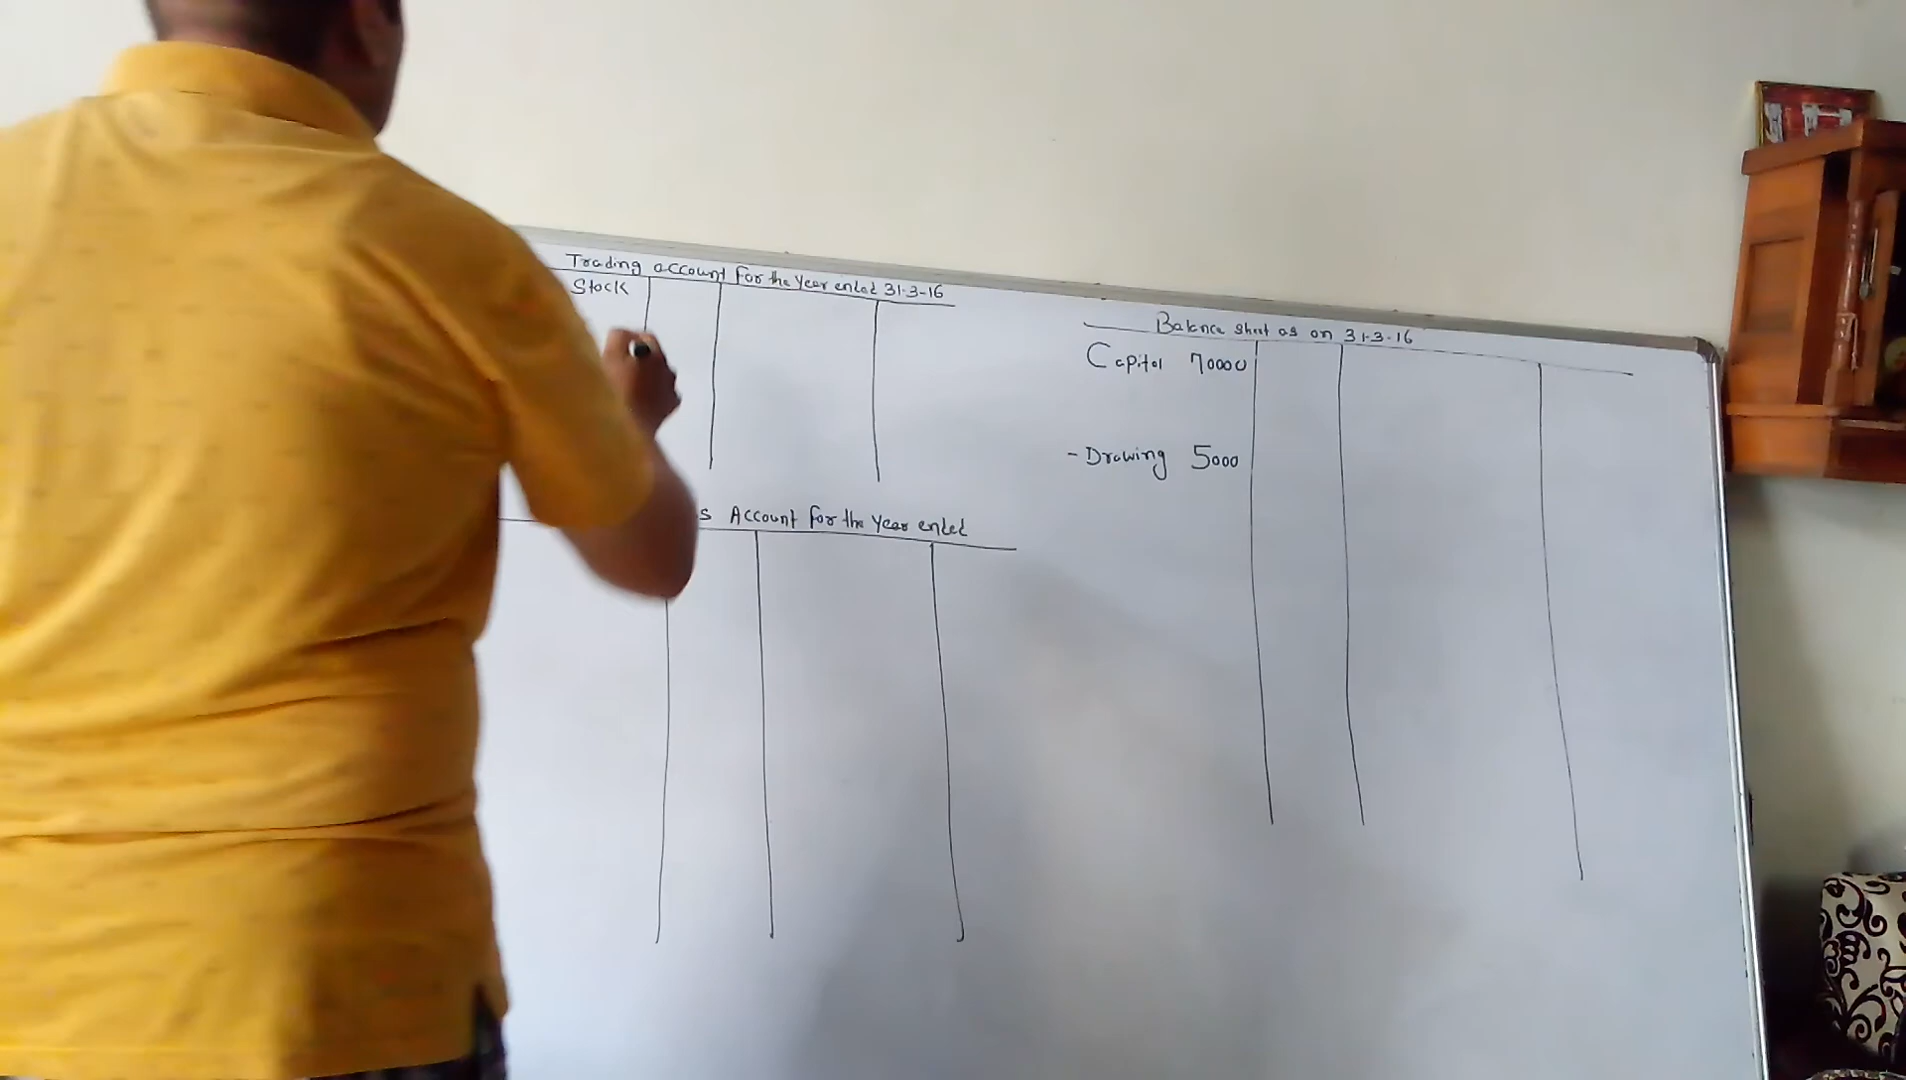 Trading account for the Year ended 31-3-16
Stock
s Account for the Year ended
Balance sheet as on 31-3-16
Capital 70000
- Drawing 5000